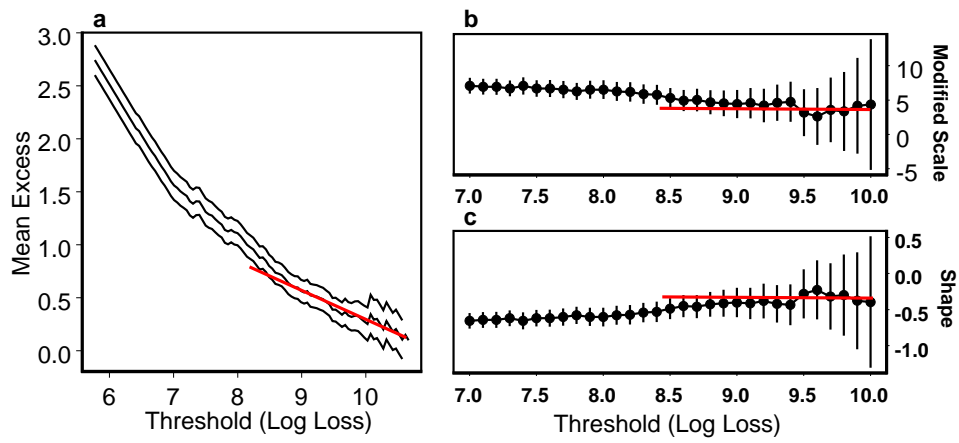 a
3.0
2.5
2.0
1.5
1.0
0.5
0.0
Mean Excess
6 7 8 9 10
Threshold (Log Loss)
b
10
5
0
-5
Modified Scale
7.0 7.5 8.0 8.5 9.0 9.5 10.0
c
0.5
0.0
-0.5
-1.0
Shape
7.0 7.5 8.0 8.5 9.0 9.5 10.0
Threshold (Log Loss)